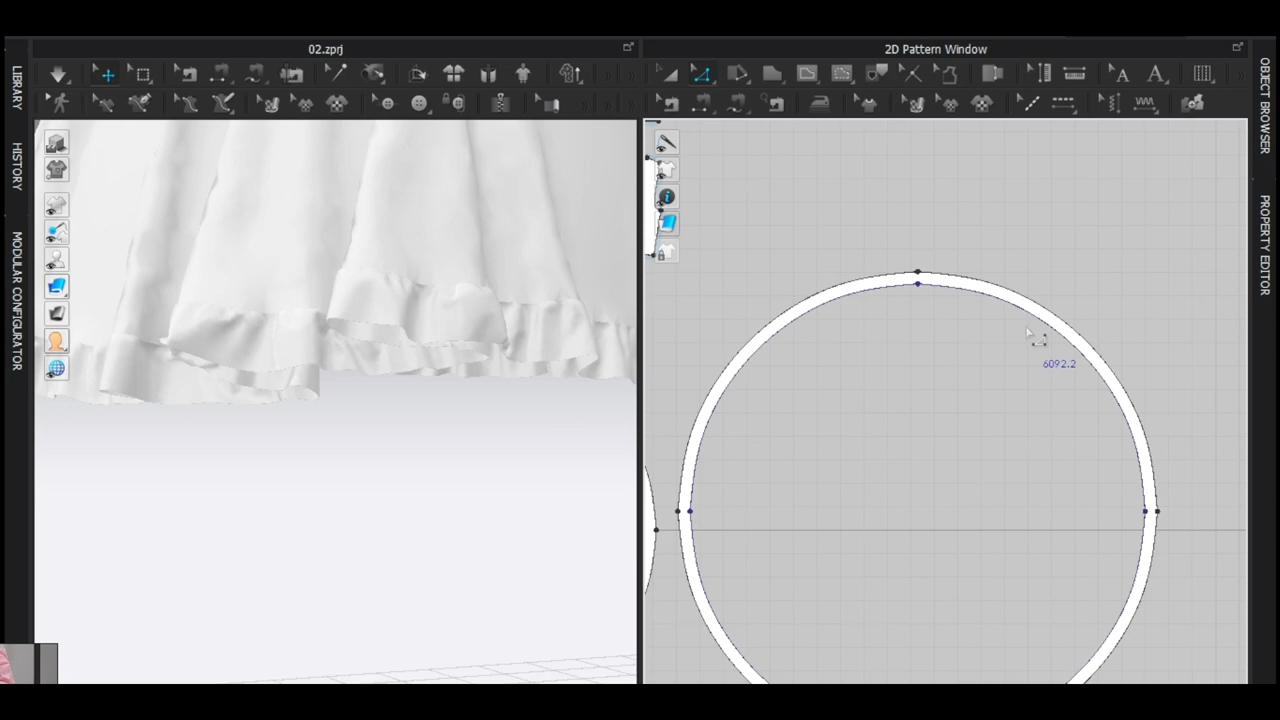 02.zprj
2D Pattern Window
LIBRARY
HISTORY
MODULAR CONFIGURATOR
OBJECT BROWSER
PROPERTY EDITOR
6092.2